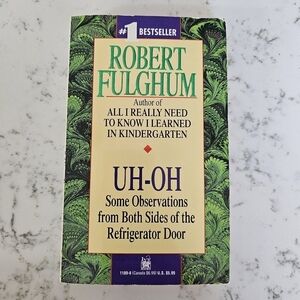 #1 BESTSELLER
ROBERT
FULGHUM
Author of
ALL I REALLY NEED
TO KNOW I LEARNED
IN KINDERGARTEN
UH-OH
Some Observations
from Both Sides of the
Refrigerator Door